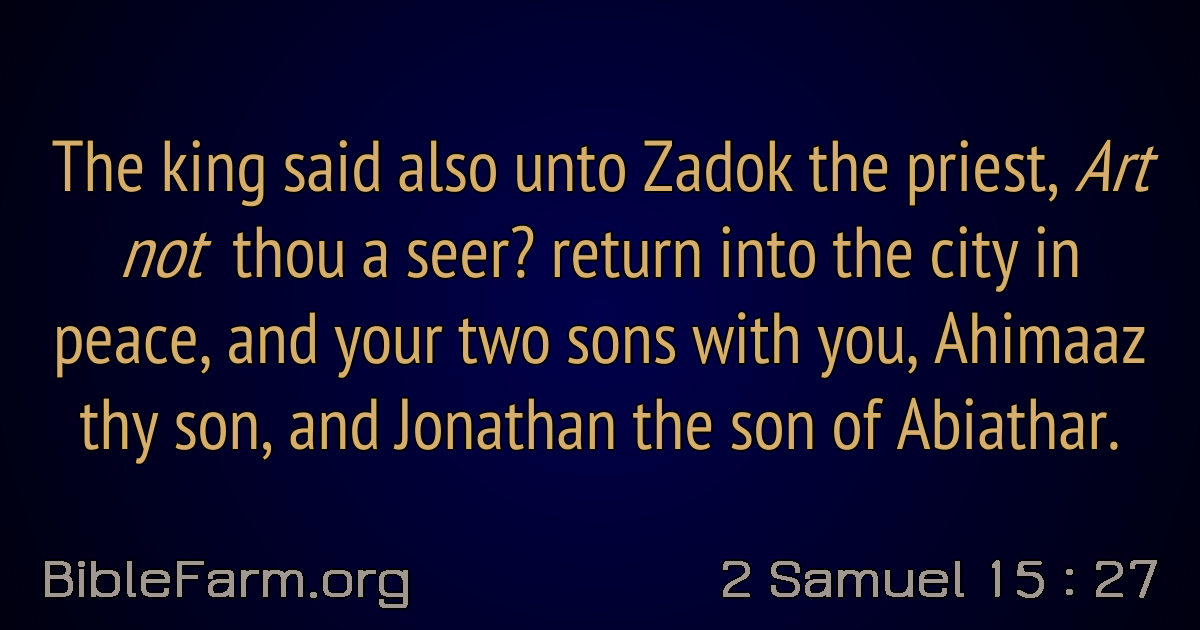 The king said also unto Zadok the priest, Art
not thou a seer? return into the city in
peace, and your two sons with you, Ahimaaz
thy son, and Jonathan the son of Abiathar.
BibleFarm.org
2 Samuel 15 : 27